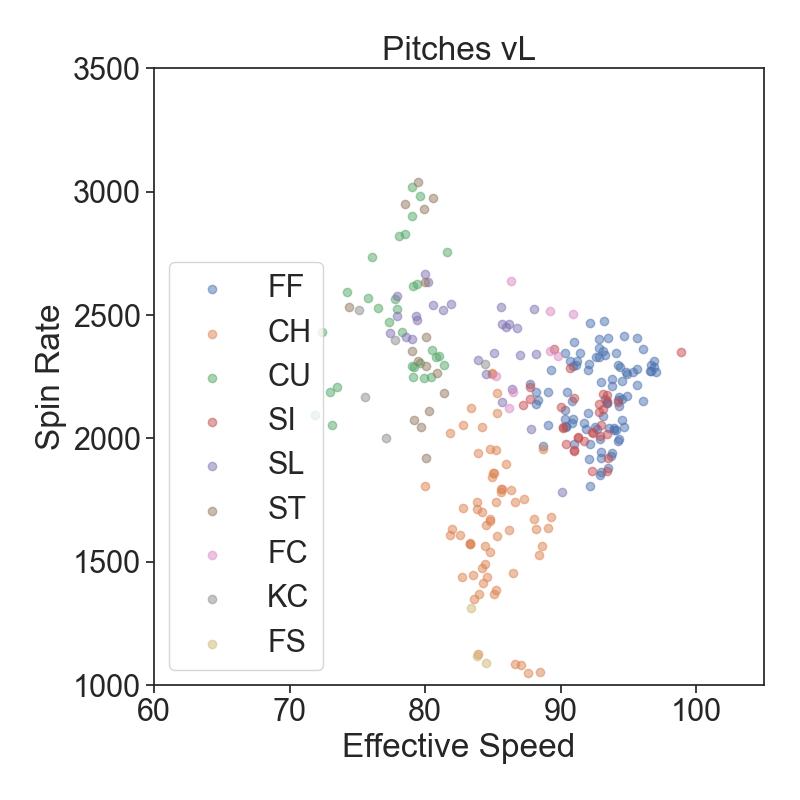 Pitches vL
3500
3000
2500
2000
1500
1000
Spin Rate
FF
CH
CU
SI
SL
ST
FC
KC
FS
60 70 80 90 100
Effective Speed